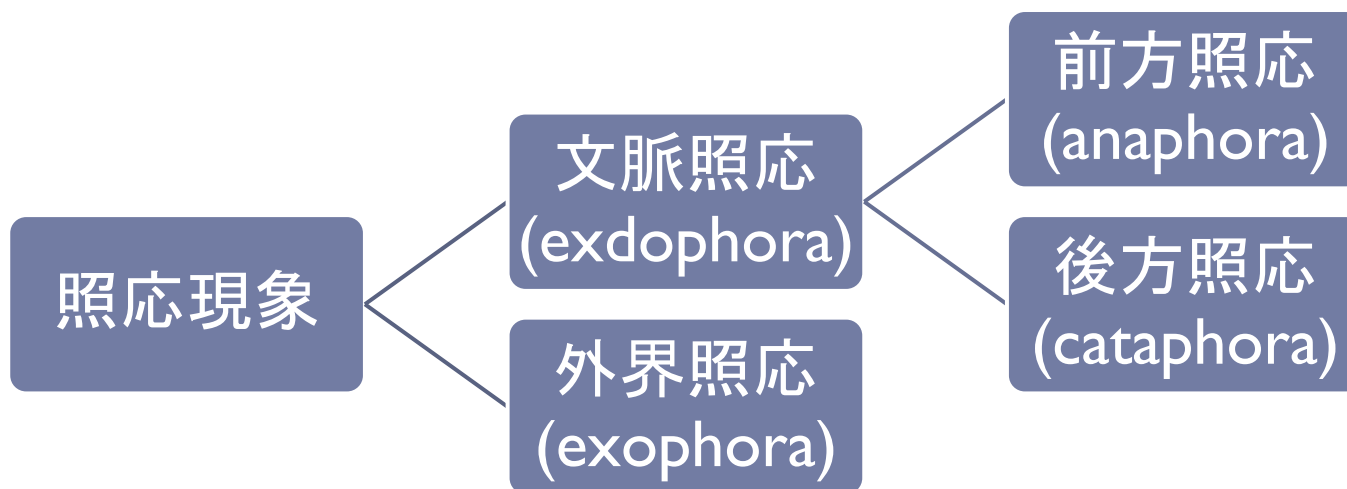 照応現象
文脈照応
(exdophora)
外界照応
(exophora)
前方照応
(anaphora)
後方照応
(cataphora)